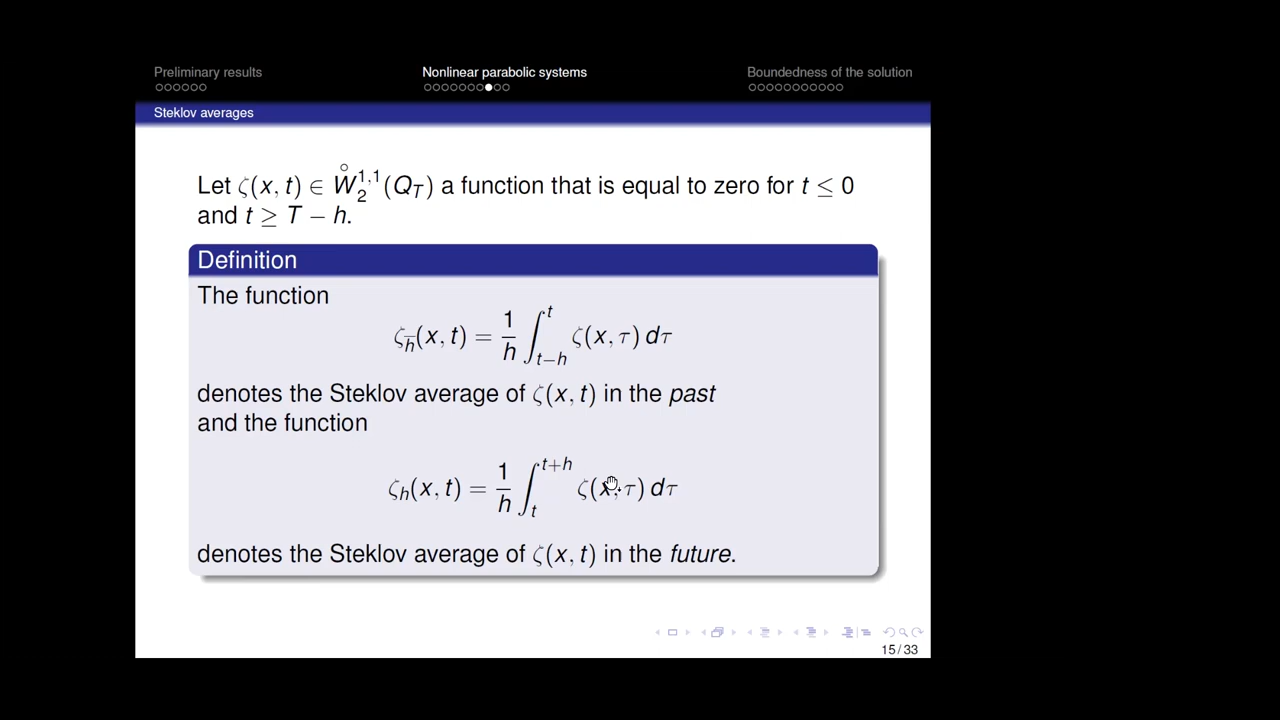 Preliminary results Nonlinear parabolic systems Boundedness of the solution
Steklov averages
Let ζ(x, t) ∈ W̊₂^{1,1}(Q_T) a function that is equal to zero for t ≤ 0
and t ≥ T − h.
Definition
The function
ζ_{h̅}(x, t) = 1/h ∫_{t−h}^{t} ζ(x, τ) dτ
denotes the Steklov average of ζ(x, t) in the past
and the function
ζ_h(x, t) = 1/h ∫_{t}^{t+h} ζ(x, τ) dτ
denotes the Steklov average of ζ(x, t) in the future.
15 / 33